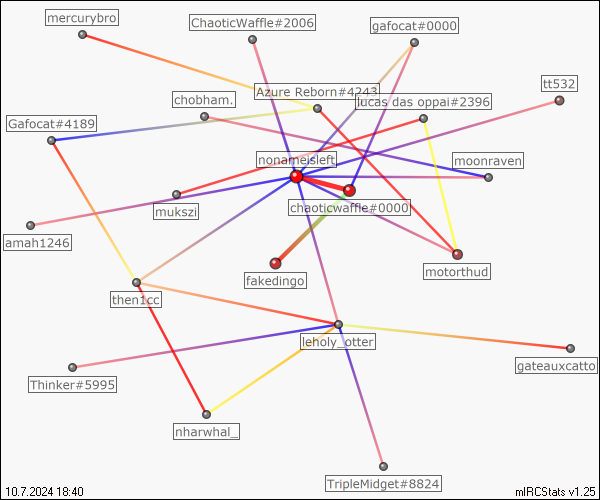 mercurybro
ChaoticWaffle#2006
gafocat#0000
tt532
Azure Reborn#4243
chobham.
lucas das oppai#2396
Gafocat#4189
nonameisleft
moonraven
mukszi
chaoticwaffle#0000
amah1246
fakedingo
motorthud
then1cc
leholy_otter
gateauxcatto
Thinker#5995
nharwhal_
TripleMidget#8824
10.7.2024 18:40
mIRCStats v1.25